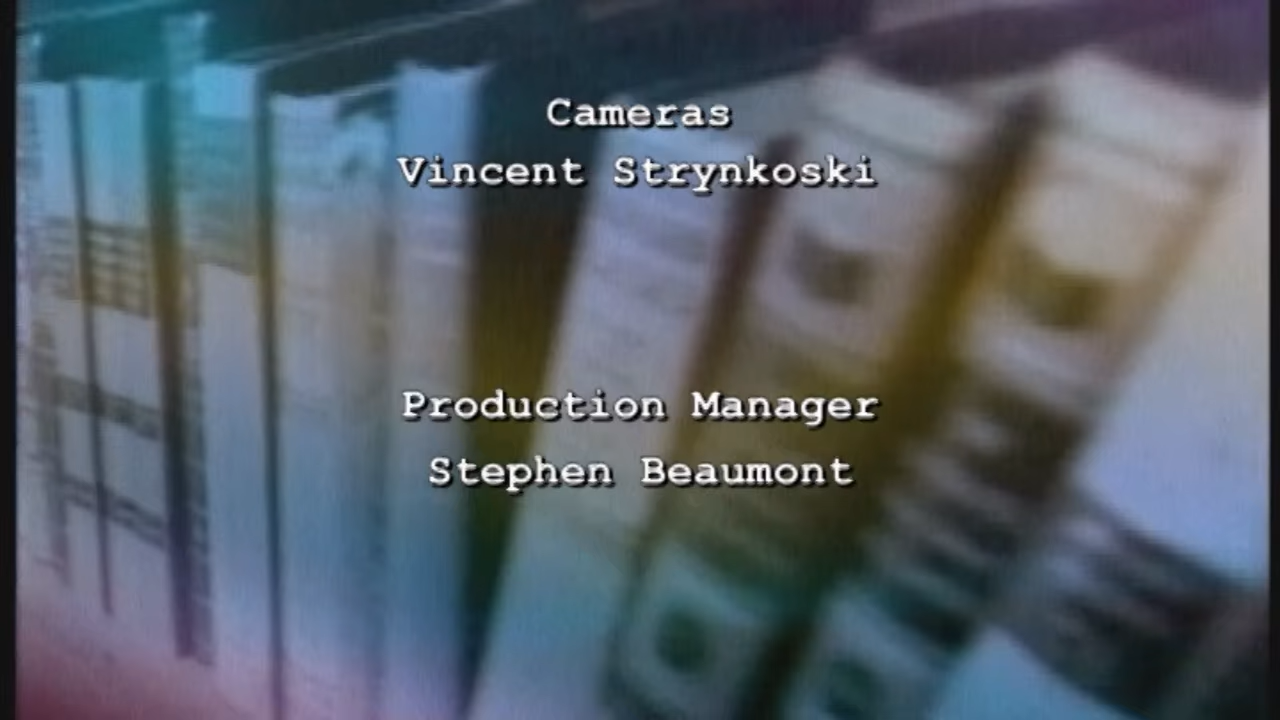 Cameras
Vincent Strynkoski
Production Manager
Stephen Beaumont